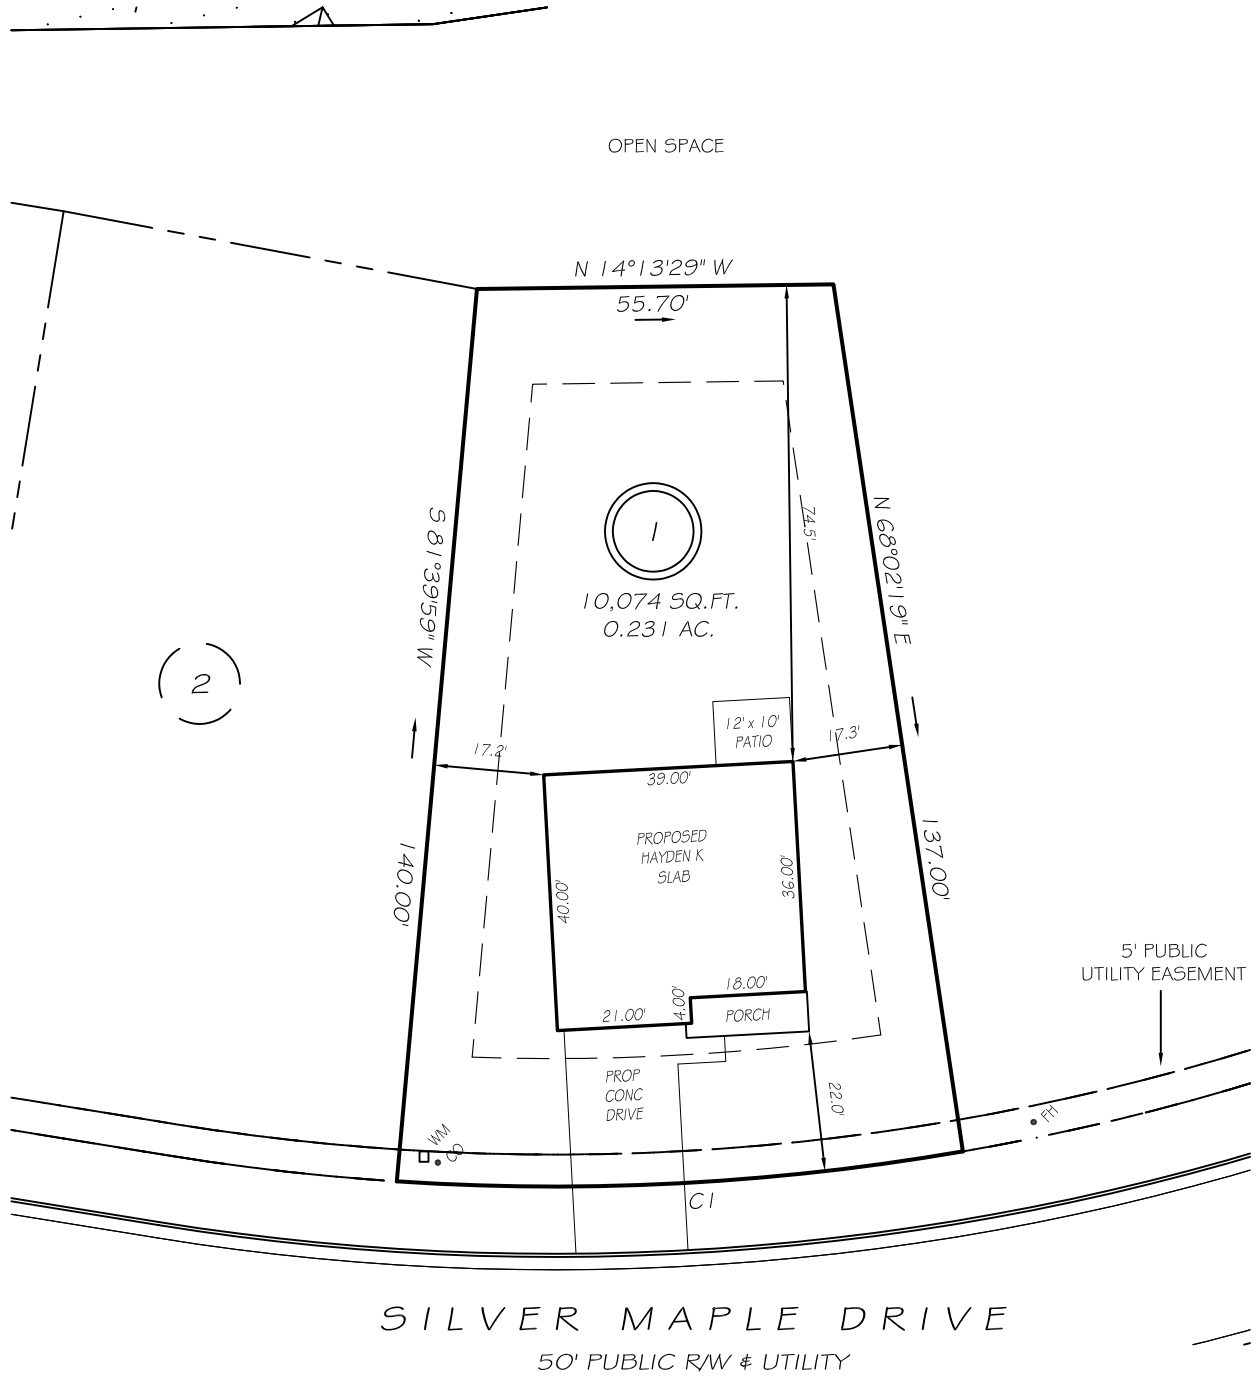 OPEN SPACE
N 14°13'29" W
55.70'
S 81°39'59" W
140.00'
N 68°02'19" E
137.00'
74.5'
1
10,074 SQ.FT.
0.231 AC.
2
12' x 10'
PATIO
17.2'
17.3'
39.00'
PROPOSED
HAYDEN K
SLAB
40.00'
36.00'
18.00'
4.00'
21.00'
PORCH
PROP
CONC
DRIVE
22.0'
5' PUBLIC
UTILITY EASEMENT
WM
CO
FH
C1
SILVER MAPLE DRIVE
50' PUBLIC R/W & UTILITY